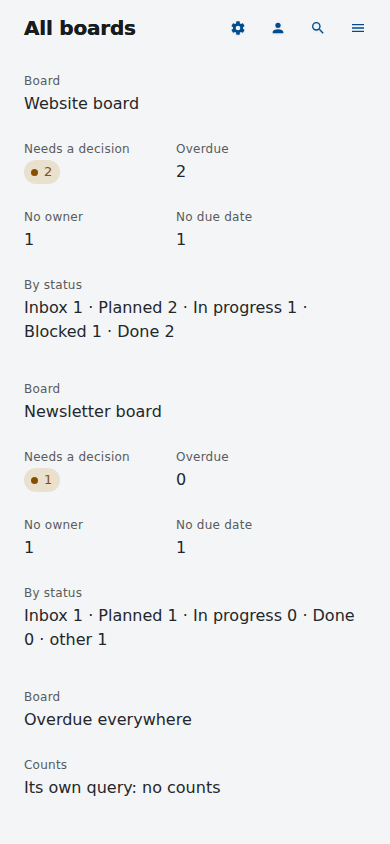 All boards
Board
Website board
Needs a decision Overdue
2 2
No owner No due date
1 1
By status
Inbox 1 · Planned 2 · In progress 1 ·
Blocked 1 · Done 2
Board
Newsletter board
Needs a decision Overdue
1 0
No owner No due date
1 1
By status
Inbox 1 · Planned 1 · In progress 0 · Done
0 · other 1
Board
Overdue everywhere
Counts
Its own query: no counts